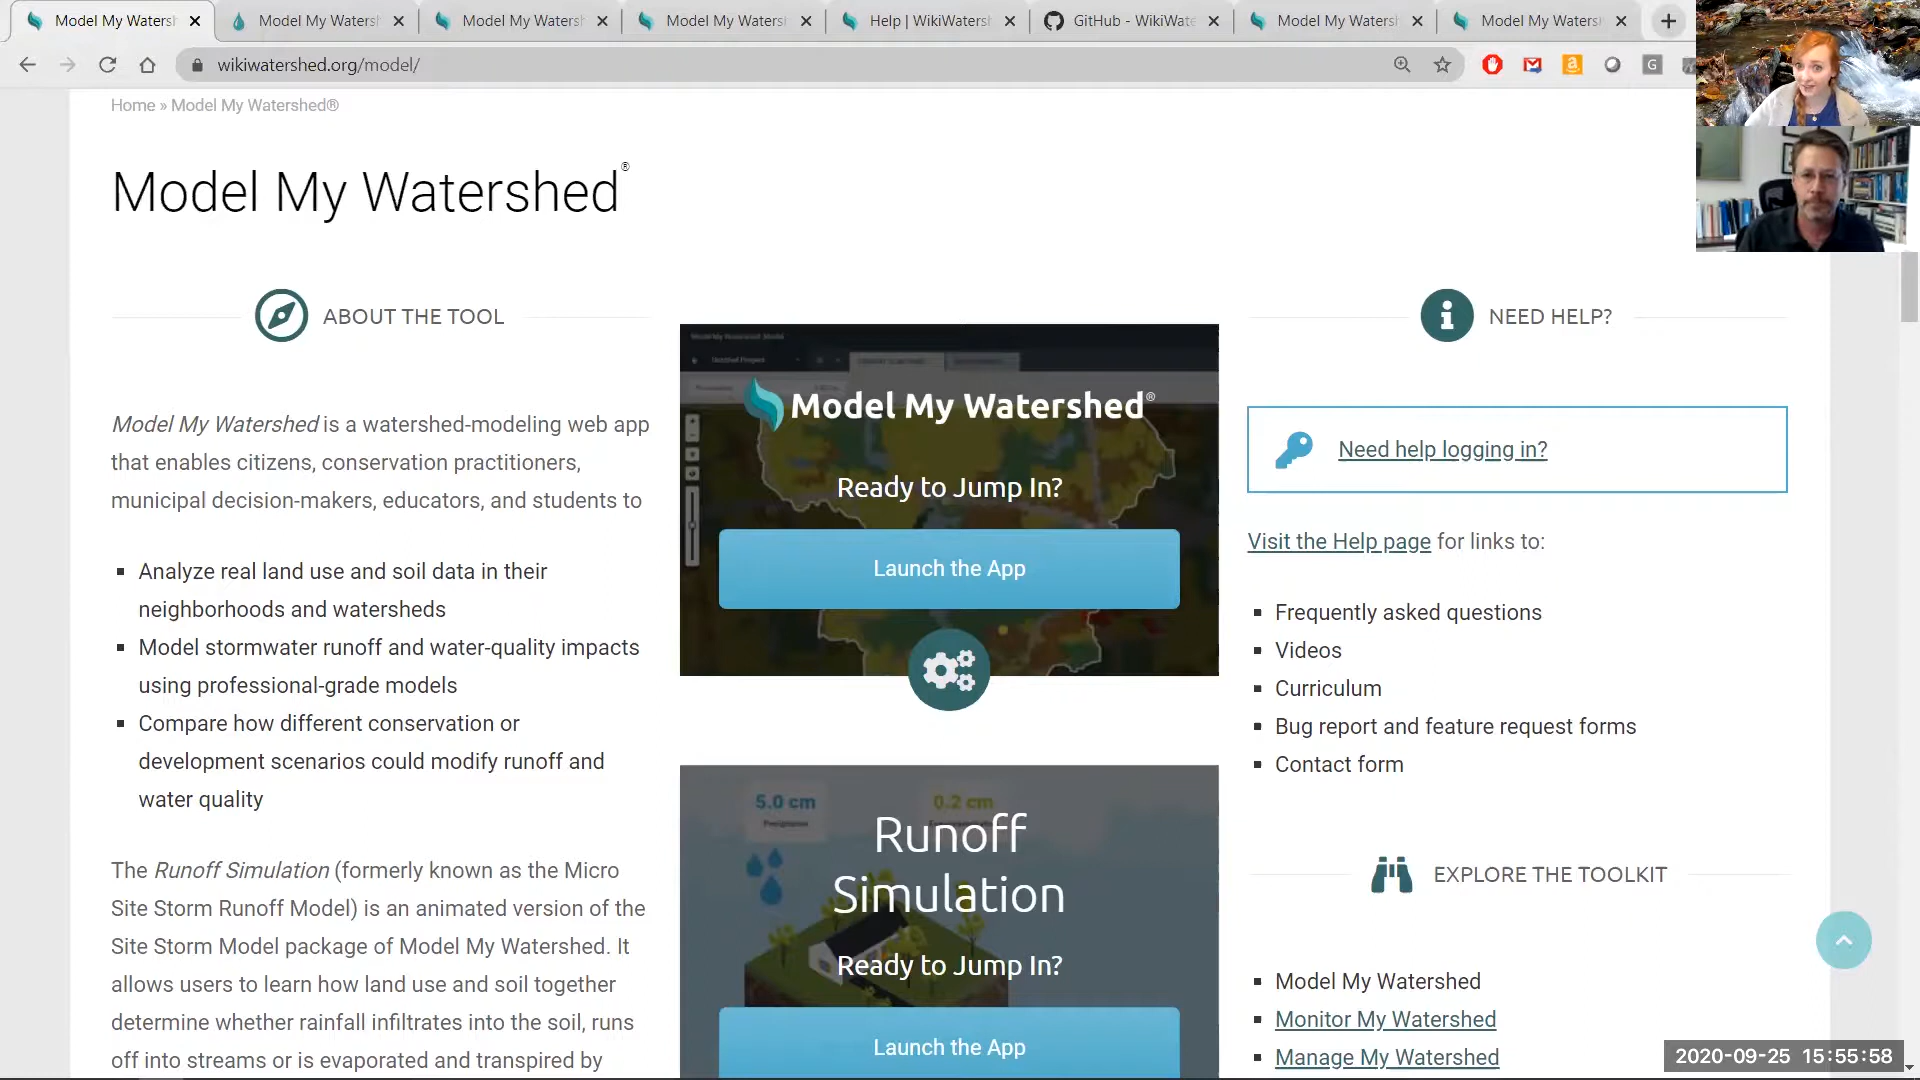 Model My Watersh
Model My Watersh
Model My Watersh
Model My Watersh
Help | WikiWatersh
GitHub - WikiWate
Model My Watersh
Model My Waters
wikiwatershed.org/model/
G
Home » Model My Watershed®
Model My Watershed®
ABOUT THE TOOL
Model My Watershed is a watershed-modeling web app
that enables citizens, conservation practitioners,
municipal decision-makers, educators, and students to
▪ Analyze real land use and soil data in their
neighborhoods and watersheds
▪ Model stormwater runoff and water-quality impacts
using professional-grade models
▪ Compare how different conservation or
development scenarios could modify runoff and
water quality
The Runoff Simulation (formerly known as the Micro
Site Storm Runoff Model) is an animated version of the
Site Storm Model package of Model My Watershed. It
allows users to learn how land use and soil together
determine whether rainfall infiltrates into the soil, runs
off into streams or is evaporated and transpired by
Model My Watershed®
Ready to Jump In?
Launch the App
5.0 cm
0.2 cm
Runoff
Simulation
Ready to Jump In?
Launch the App
NEED HELP?
Need help logging in?
Visit the Help page for links to:
▪ Frequently asked questions
▪ Videos
▪ Curriculum
▪ Bug report and feature request forms
▪ Contact form
EXPLORE THE TOOLKIT
▪ Model My Watershed
▪ Monitor My Watershed
▪ Manage My Watershed
2020-09-25 15:55:58